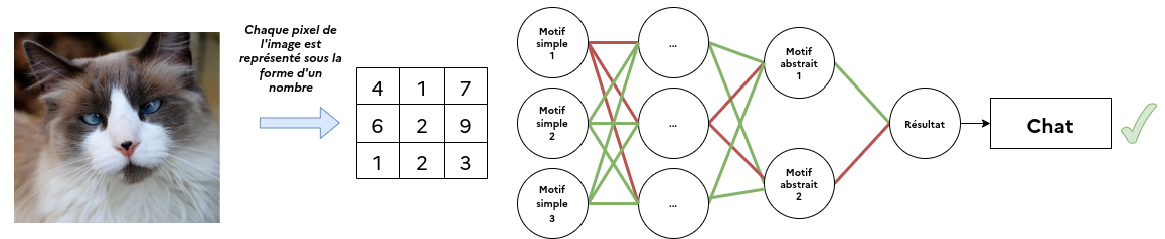 Chaque pixel de
l'image est
représenté sous la
forme d'un
nombre
4 1 7
6 2 9
1 2 3
Motif
simple
1
Motif
simple
2
Motif
simple
3
...
...
...
Motif
abstrait
1
Motif
abstrait
2
Résultat
Chat